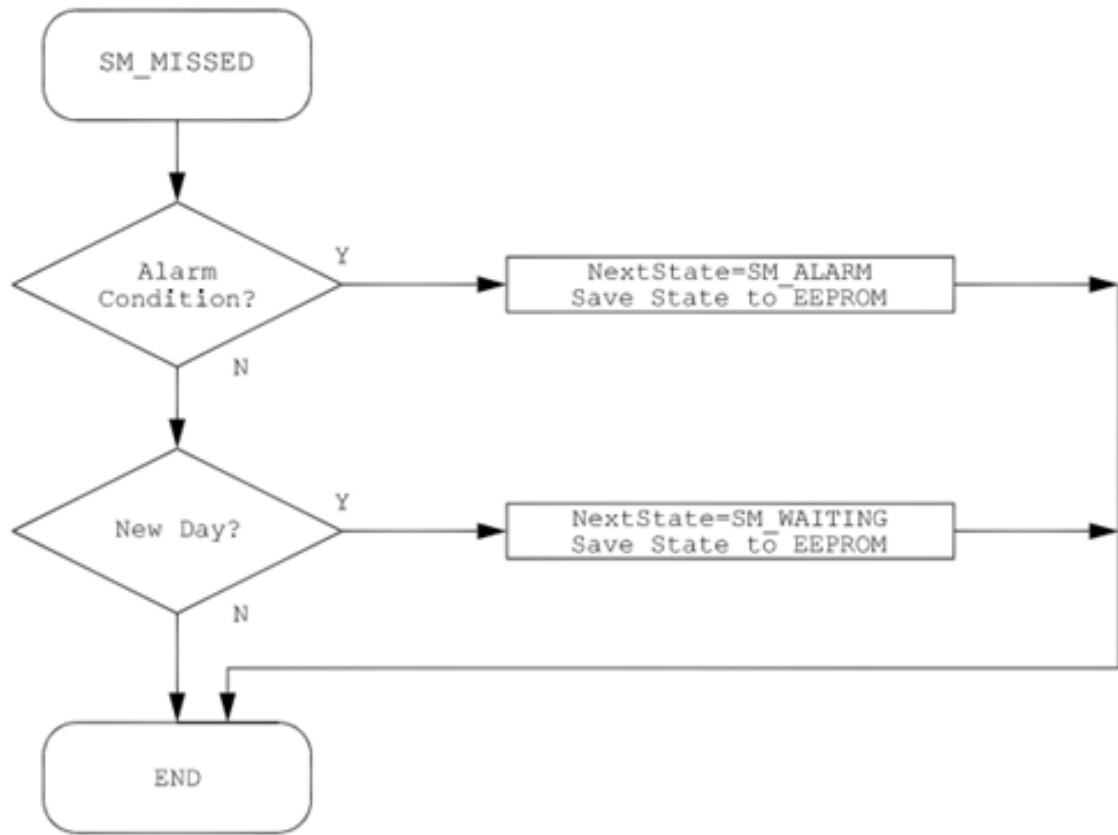 SM_MISSED
Alarm
Condition?
Y
NextState=SM_ALARM
Save State to EEPROM
N
New Day?
Y
NextState=SM_WAITING
Save State to EEPROM
N
END